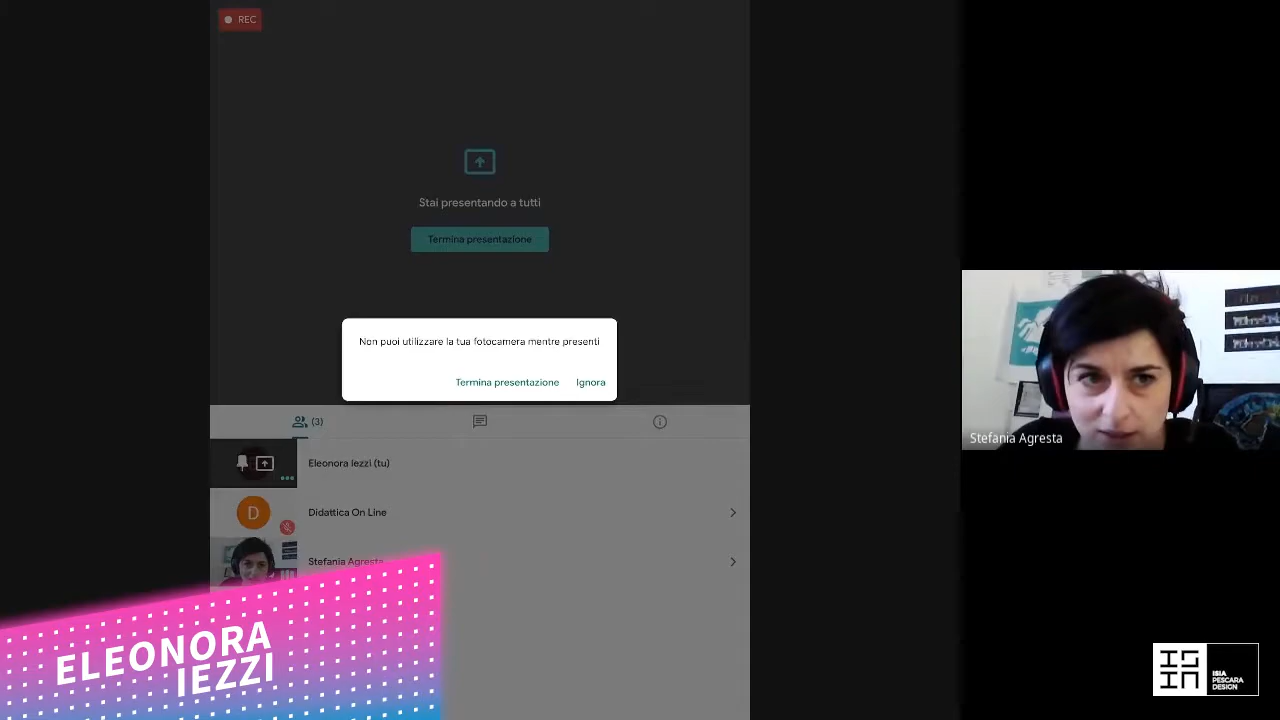 REC
Stai presentando a tutti
Termina presentazione
Non puoi utilizzare la tua fotocamera mentre presenti
Termina presentazione
Ignora
(3)
Eleonora Iezzi (tu)
D
Didattica On Line
Stefania Agresta
Stefania Agresta
ELEONORA
IEZZI
ISIA
PESCARA
DESIGN